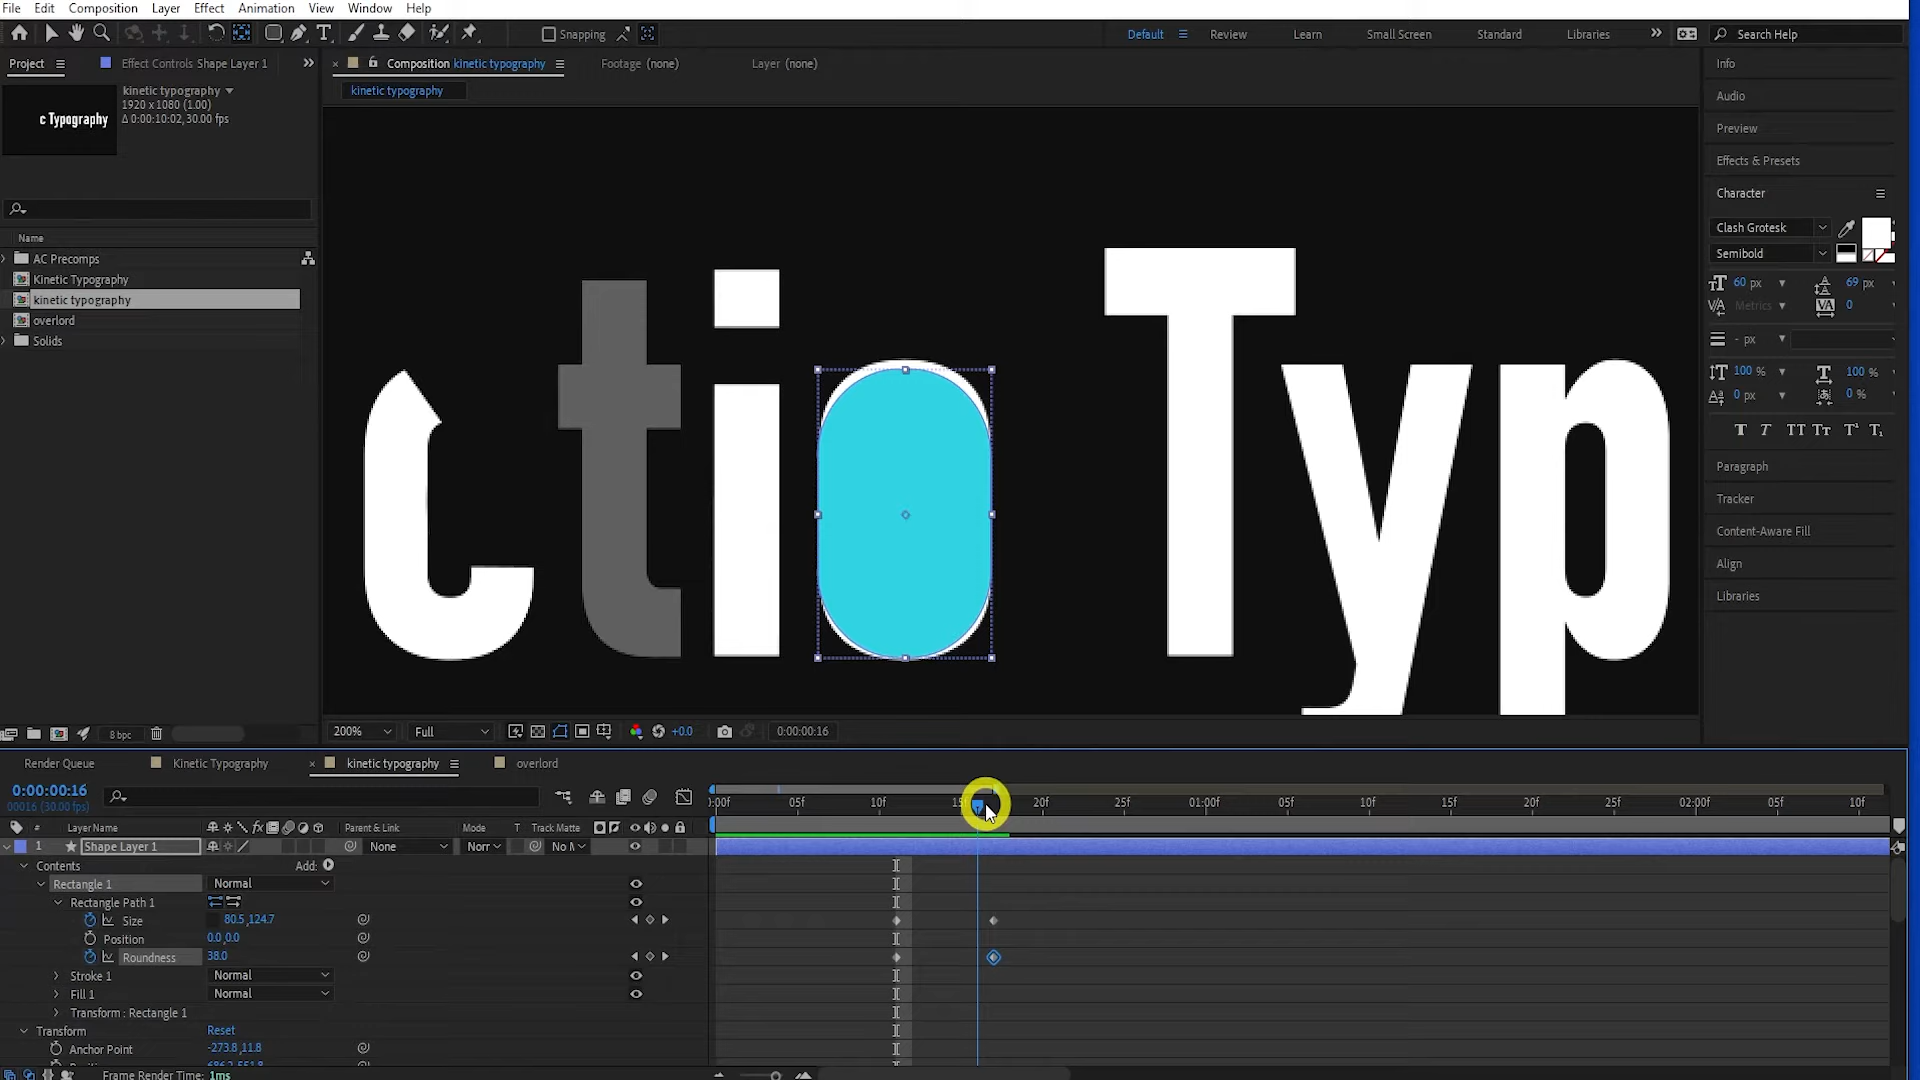 File Edit Composition Layer Effect Animation View Window Help
Snapping
Default Review Learn Small Screen Standard Libraries Search Help
Project Effect Controls Shape Layer 1
Composition kinetic typography
Footage (none)
Layer (none)
kinetic typography
1920 x 1080 (1.00)
Δ 0:00:10:02, 30.00 fps
c Typography
kinetic typography
Name
AC Precomps
Kinetic Typography
kinetic typography
overlord
Solids
8 bpc
ctio Typ
200% Full +0.0 0:00:00:16
Info
Audio
Preview
Effects & Presets
Character
Clash Grotesk
Semibold
60 px 69 px
Metrics 0
- px
100 % 100 %
0 px 0 %
T T TT Tт T¹ T₁
Paragraph
Tracker
Content-Aware Fill
Align
Libraries
Render Queue Kinetic Typography kinetic typography overlord
0:00:00:16
00016 (30.00 fps)
:00f 05f 10f 15f 20f 25f 01:00f 05f 10f 15f 20f 25f 02:00f 05f 10f
# Layer Name Parent & Link Mode T Track Matte
1 Shape Layer 1 None Norr No M
Contents Add:
Rectangle 1 Normal
Rectangle Path 1
Size 80.5,124.7
Position 0.0,0.0
Roundness 38.0
Stroke 1 Normal
Fill 1 Normal
Transform : Rectangle 1
Transform Reset
Anchor Point -273.8,11.8
Frame Render Time: 1ms